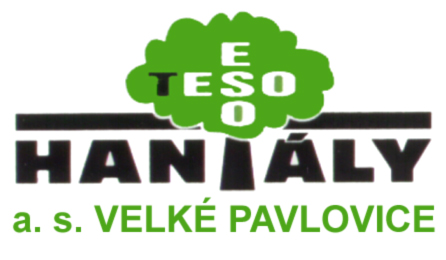 ESO
TESO
HANTÁLY
a. s. VELKÉ PAVLOVICE